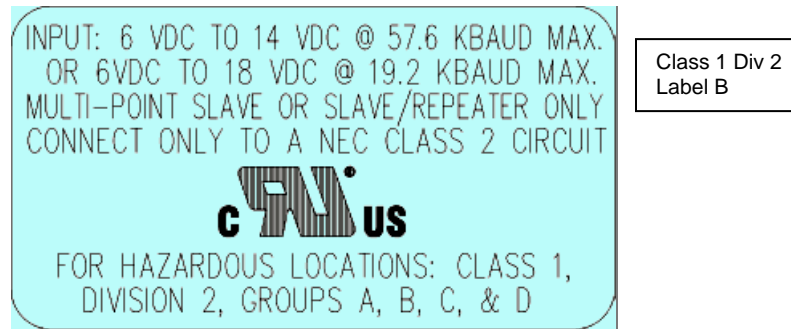 INPUT: 6 VDC TO 14 VDC @ 57.6 KBAUD MAX.
OR 6VDC TO 18 VDC @ 19.2 KBAUD MAX.
MULTI-POINT SLAVE OR SLAVE/REPEATER ONLY
CONNECT ONLY TO A NEC CLASS 2 CIRCUIT
c RU® US
FOR HAZARDOUS LOCATIONS: CLASS 1,
DIVISION 2, GROUPS A, B, C, & D
Class 1 Div 2
Label B